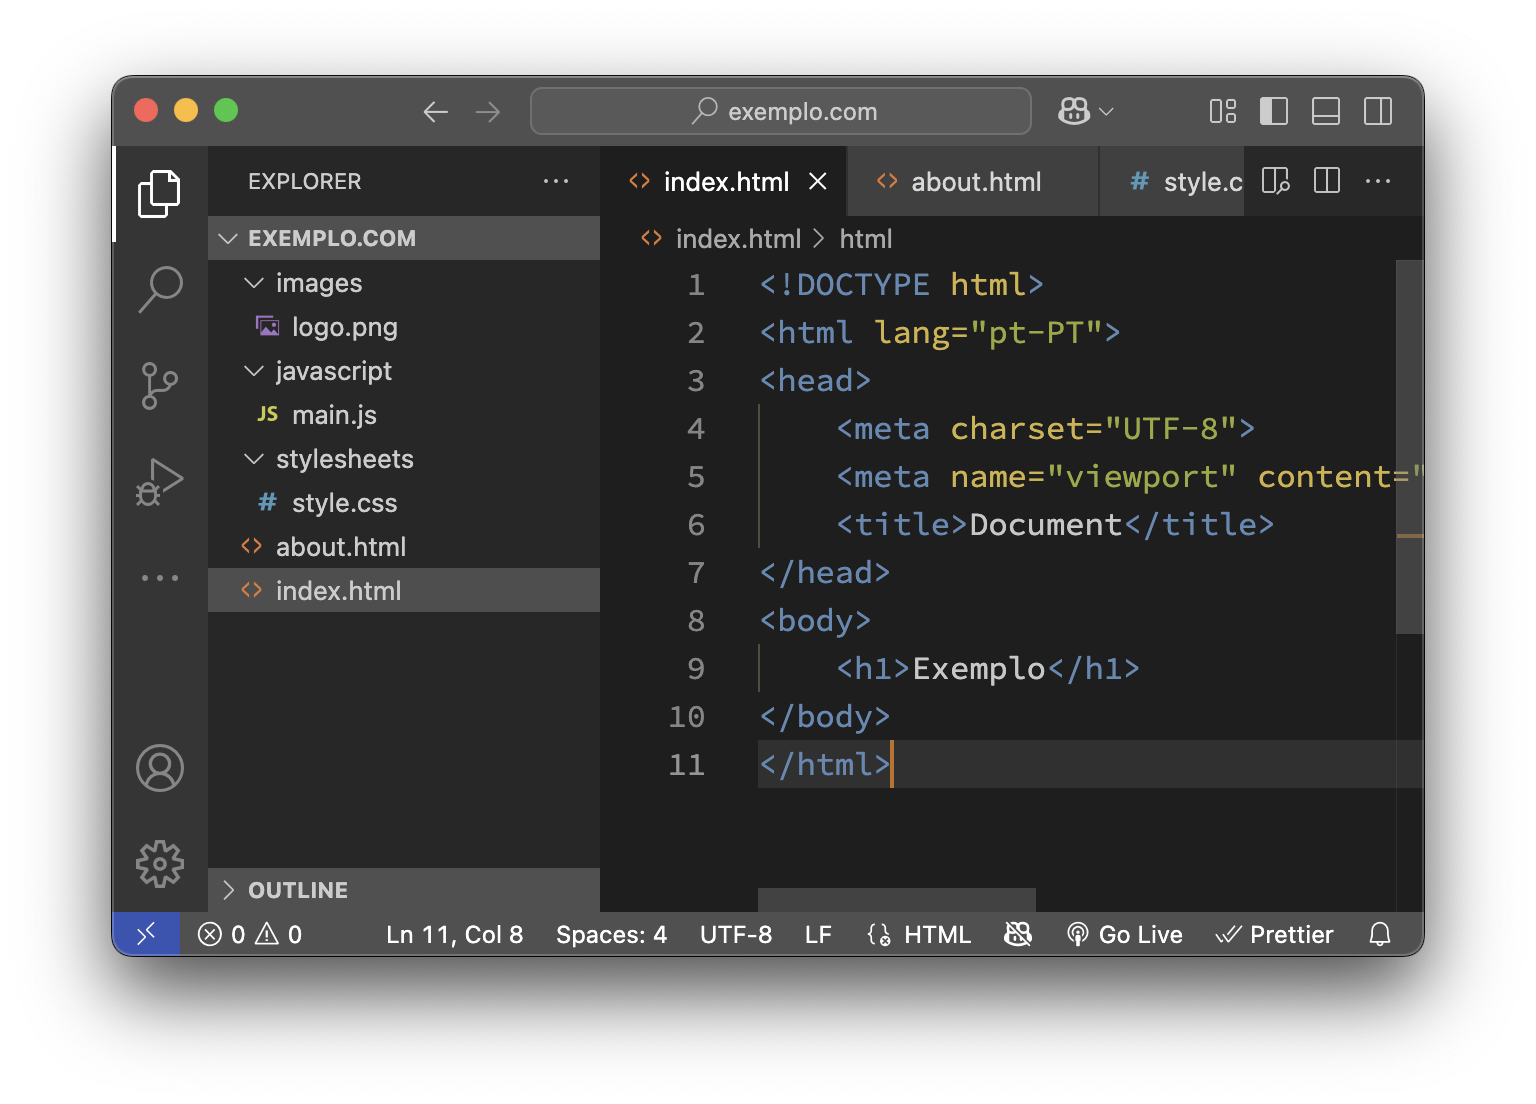 exemplo.com
EXPLORER
EXEMPLO.COM
images
logo.png
javascript
JS main.js
stylesheets
# style.css
<> about.html
<> index.html
OUTLINE
<> index.html
<> about.html
# style.c
<> index.html > html
1 <!DOCTYPE html>
2 <html lang="pt-PT">
3 <head>
4 <meta charset="UTF-8">
5 <meta name="viewport" content="
6 <title>Document</title>
7 </head>
8 <body>
9 <h1>Exemplo</h1>
10 </body>
11 </html>
0 0 Ln 11, Col 8 Spaces: 4 UTF-8 LF HTML Go Live Prettier